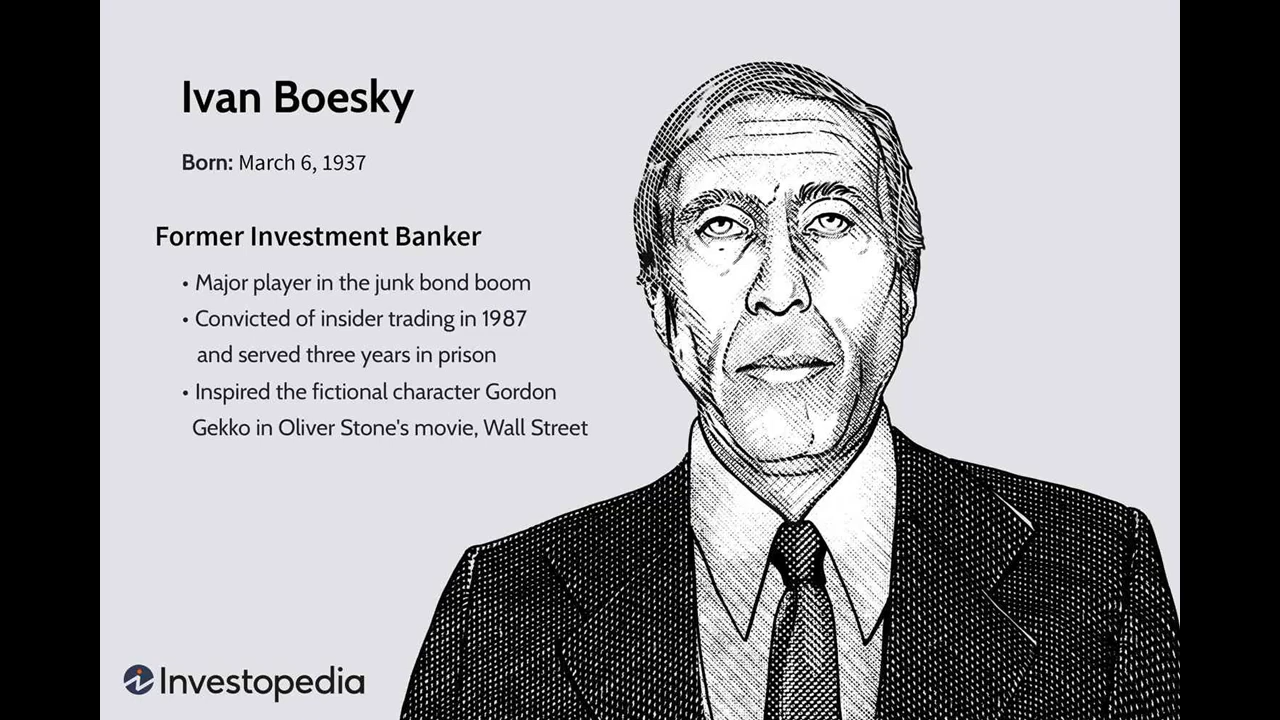 Ivan Boesky
Born: March 6, 1937
Former Investment Banker
• Major player in the junk bond boom
• Convicted of insider trading in 1987
and served three years in prison
• Inspired the fictional character Gordon
Gekko in Oliver Stone's movie, Wall Street
Investopedia